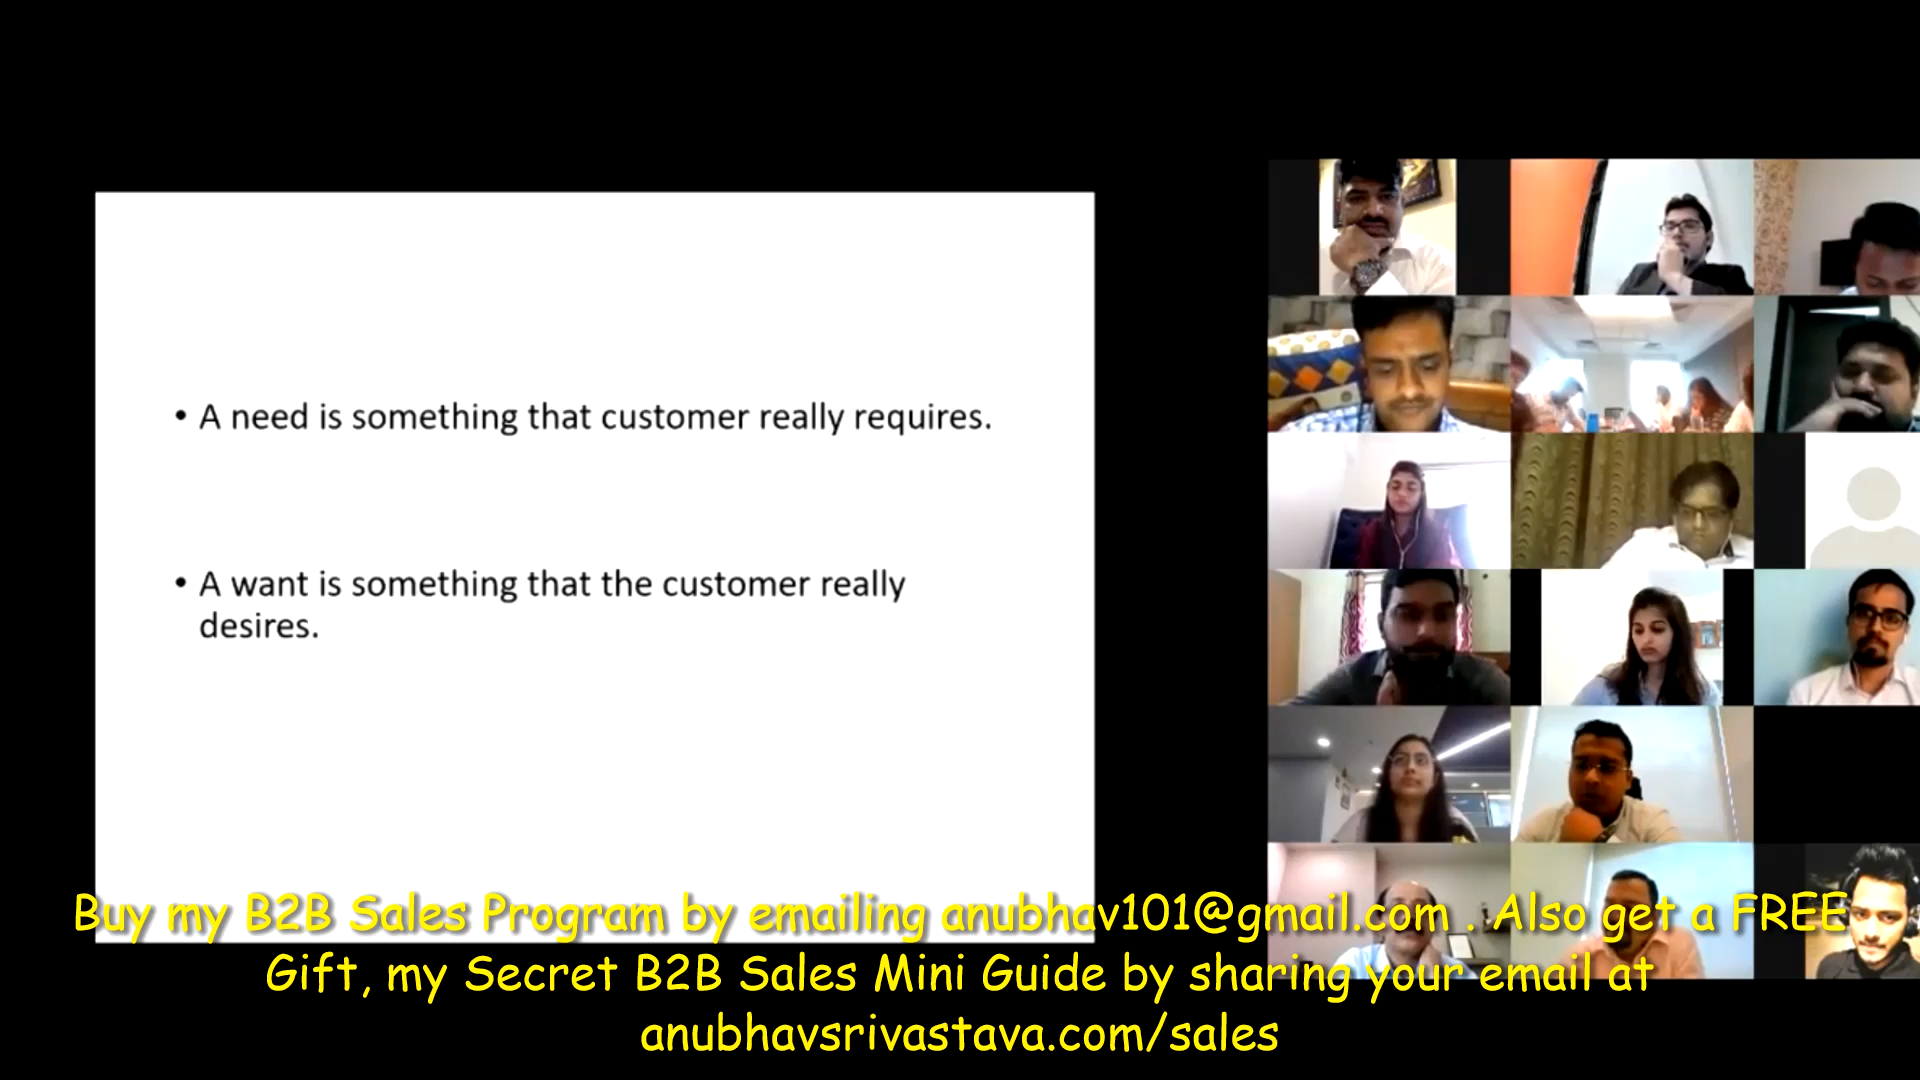 • A need is something that customer really requires.
• A want is something that the customer really
desires.
Buy my B2B Sales Program by emailing anubhav101@gmail.com . Also get a FREE
Gift, my Secret B2B Sales Mini Guide by sharing your email at
anubhavsrivastava.com/sales